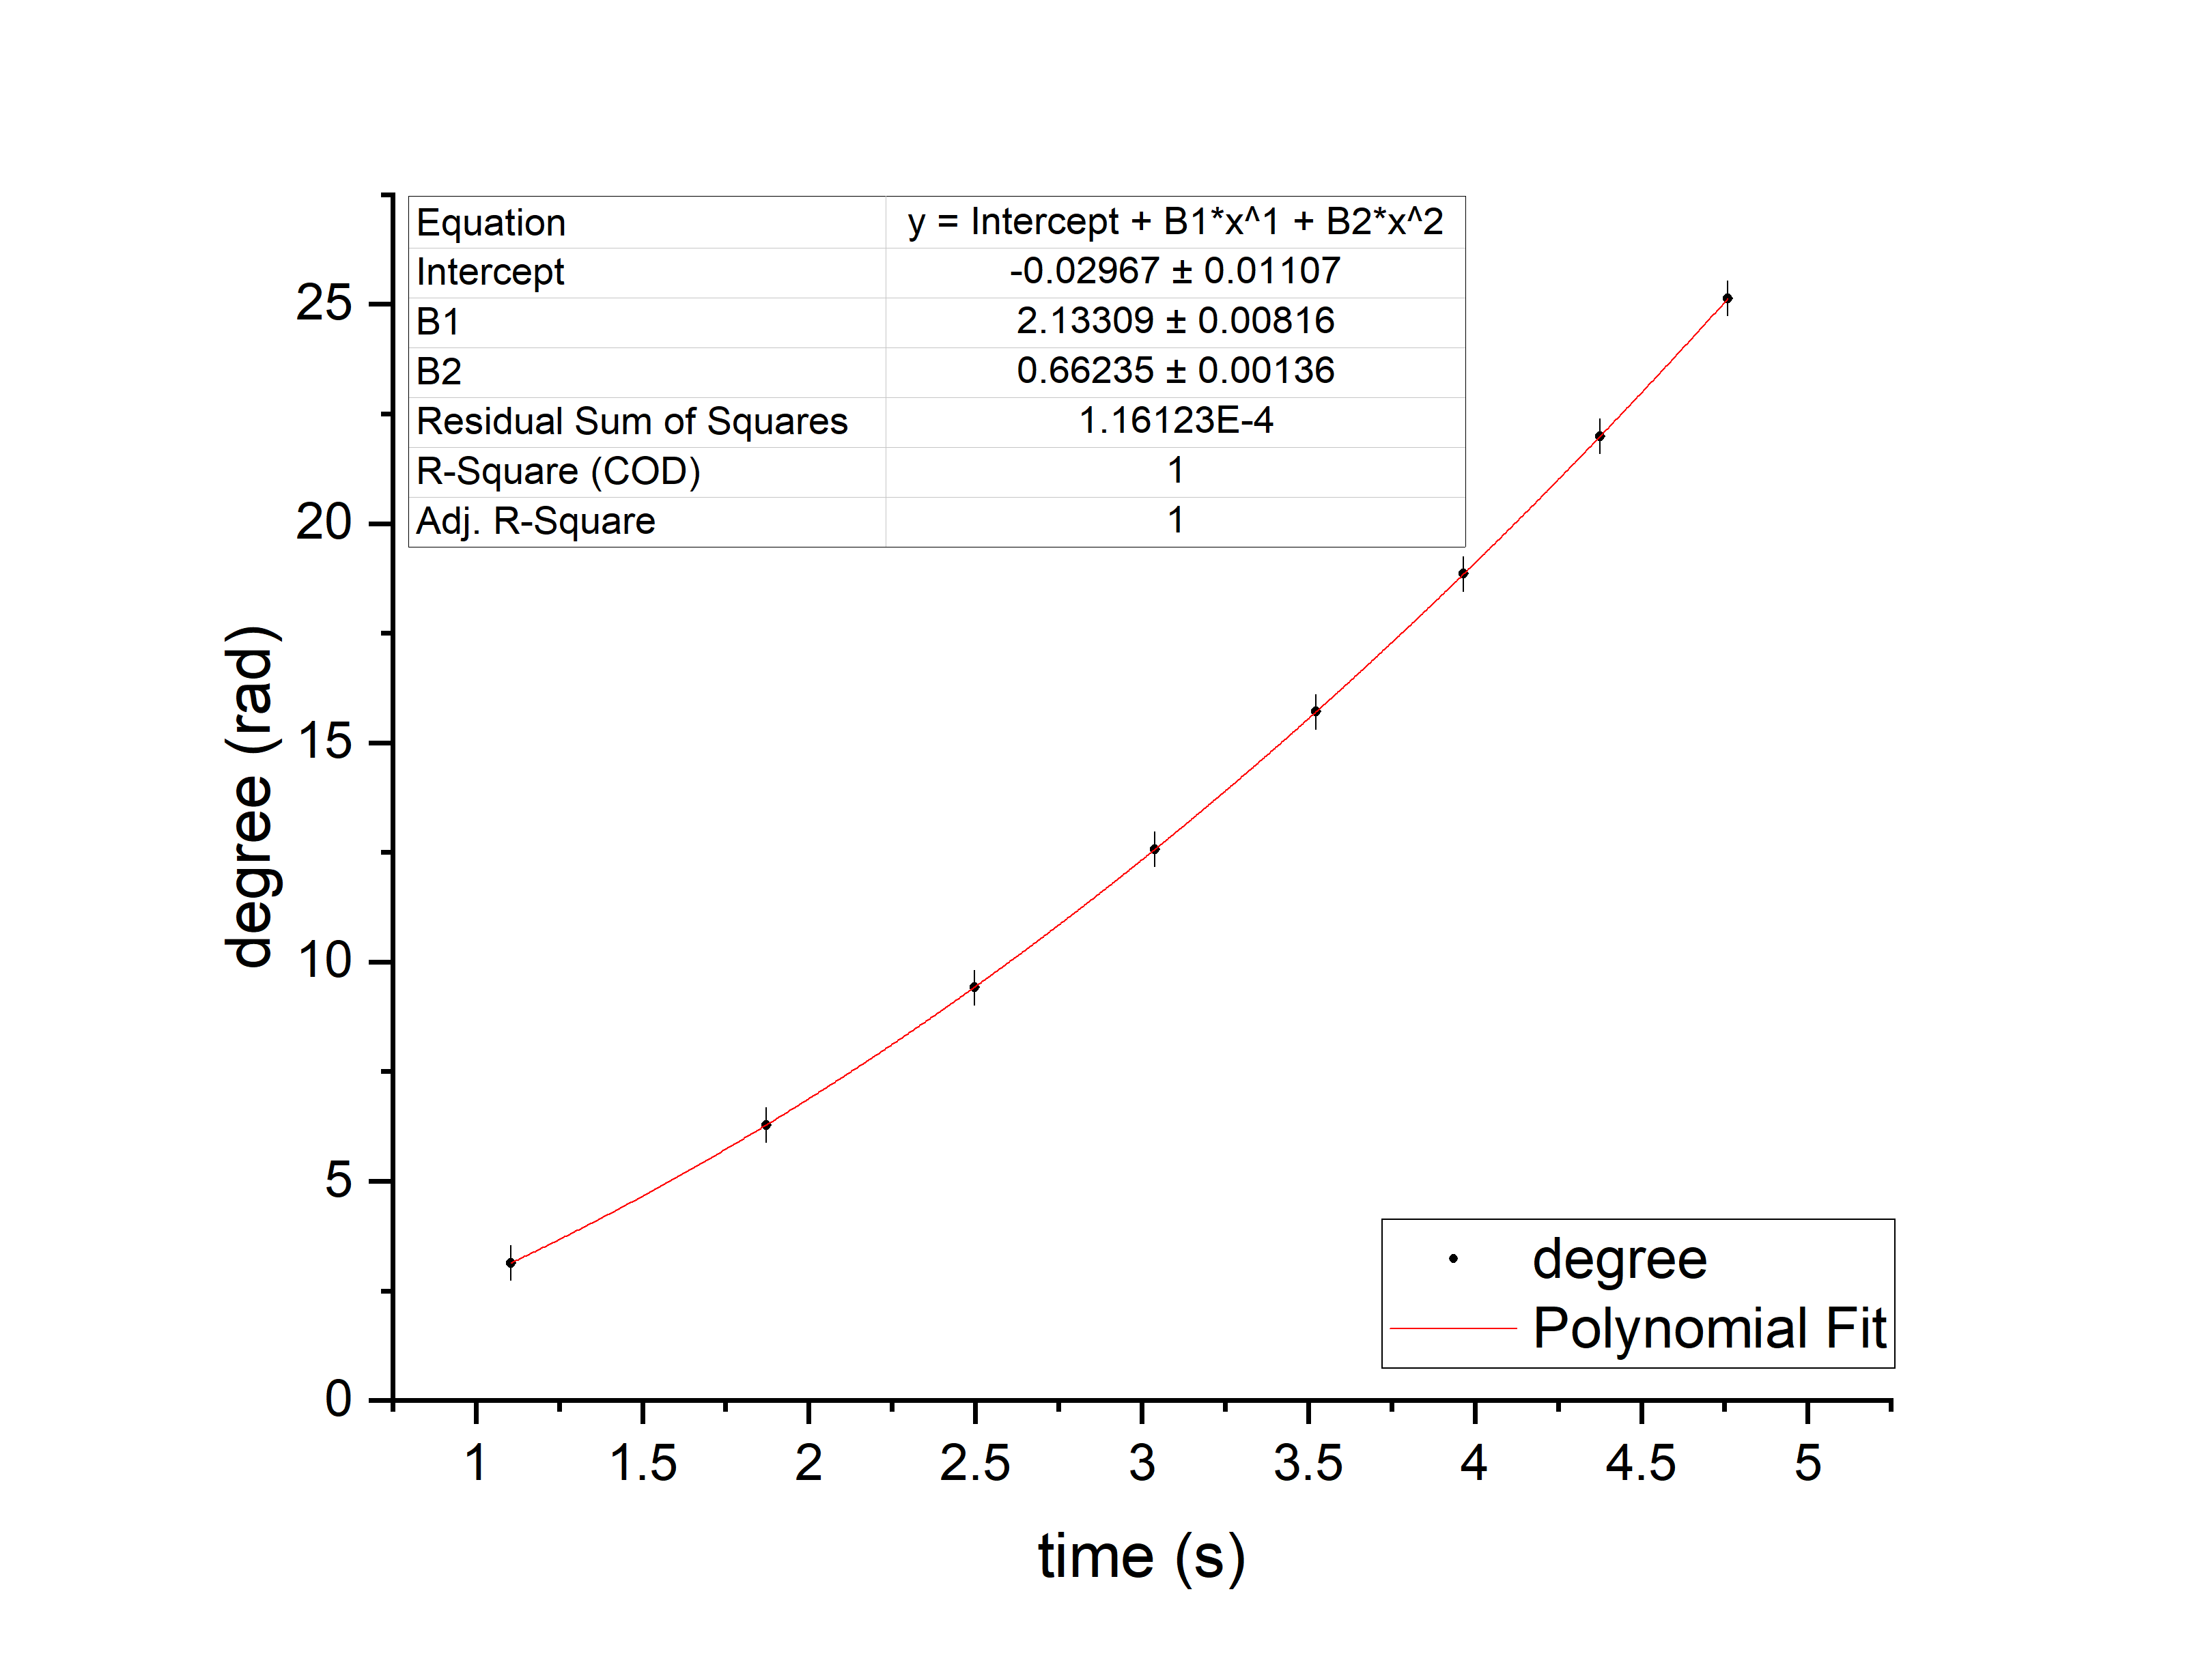 Equation y = Intercept + B1*x^1 + B2*x^2
Intercept -0.02967 ± 0.01107
B1 2.13309 ± 0.00816
B2 0.66235 ± 0.00136
Residual Sum of Squares 1.16123E-4
R-Square (COD) 1
Adj. R-Square 1
25
20
15
10
5
0
degree (rad)
degree
Polynomial Fit
1 1.5 2 2.5 3 3.5 4 4.5 5
time (s)